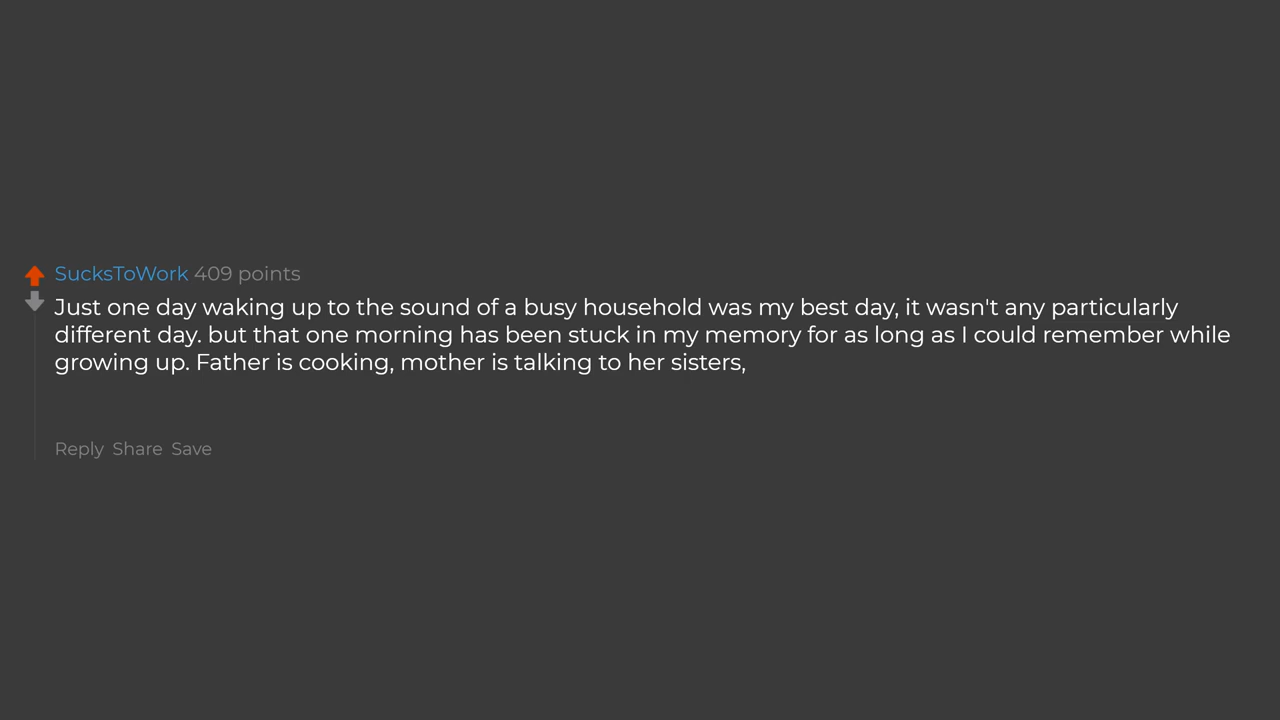 SucksToWork 409 points
Just one day waking up to the sound of a busy household was my best day, it wasn't any particularly
different day. but that one morning has been stuck in my memory for as long as I could remember while
growing up. Father is cooking, mother is talking to her sisters,
Reply Share Save